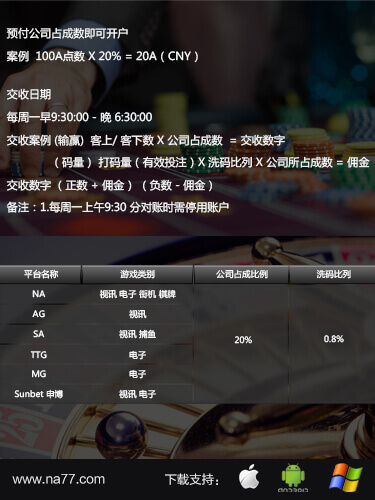 预付公司占成数即可开户
案例 100A点数 X 20% = 20A ( CNY )
交收日期
每周一早9:30:00 - 晚 6:30:00
交收案例 (输赢) 客上/ 客下数 X 公司占成数 = 交收数字
( 码量 ) 打码量 ( 有效投注 ) X 洗码比列 X 公司所占成数 = 佣金
交收数字 ( 正数 + 佣金 ) ( 负数 - 佣金 )
备注：1.每周一上午9:30 分对账时需停用账户
平台名称 游戏类别 公司占成比例 洗码比列
NA 视讯 电子 街机 棋牌
AG 视讯
SA 视讯 捕鱼
20% 0.8%
TTG 电子
MG 电子
Sunbet 申博 视讯 电子
www.na77.com 下载支持：
ANDROID